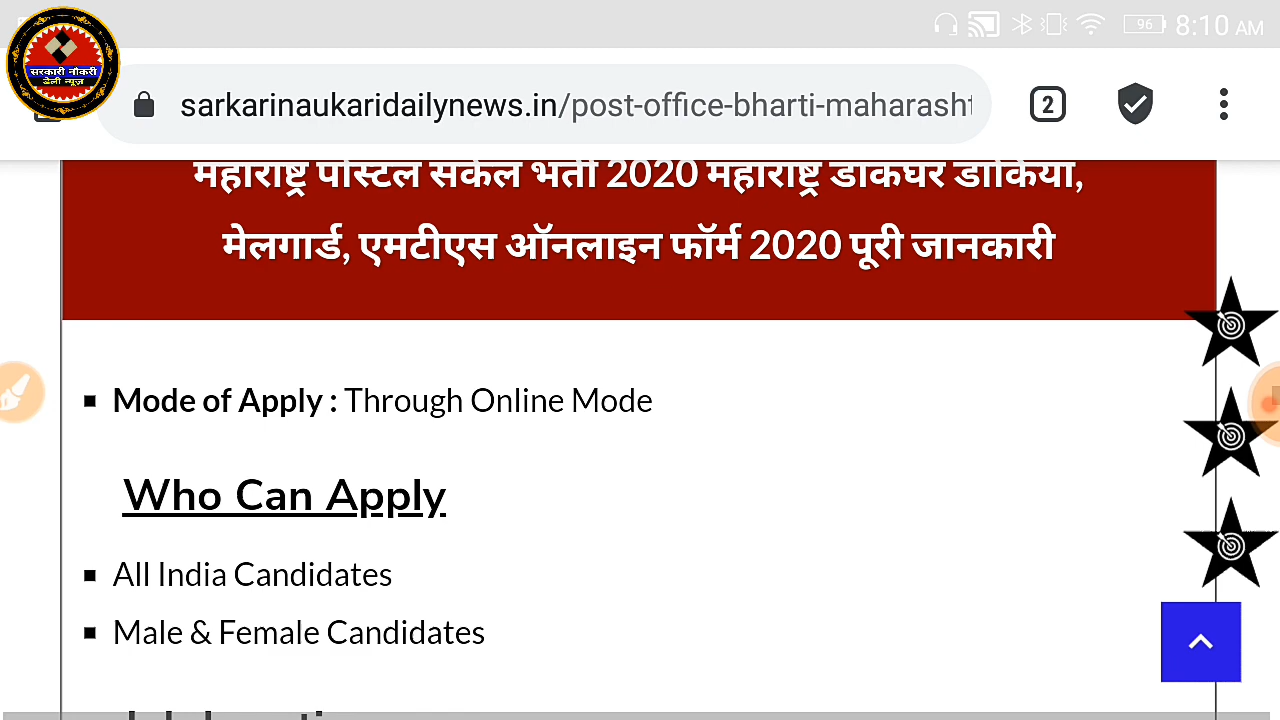 96 8:10 AM
सरकारी नौकरी
डेली न्यूज़
sarkarinaukaridailynews.in/post-office-bharti-maharasht
2
महाराष्ट्र पोस्टल सर्कल भर्ती 2020 महाराष्ट्र डाकघर डाकिया,
मेलगार्ड, एमटीएस ऑनलाइन फॉर्म 2020 पूरी जानकारी
▪ Mode of Apply : Through Online Mode
Who Can Apply
▪ All India Candidates
▪ Male & Female Candidates